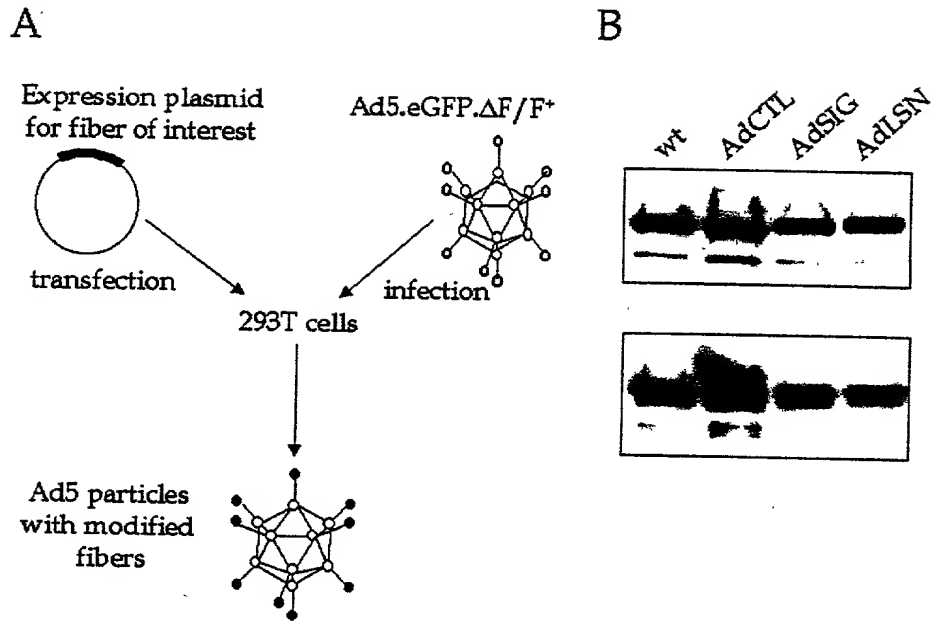 A
Expression plasmid
for fiber of interest
transfection
Ad5.eGFP.ΔF/F⁺
infection
293T cells
Ad5 particles
with modified
fibers
B
wt
AdCTL
AdSIG
AdLSN